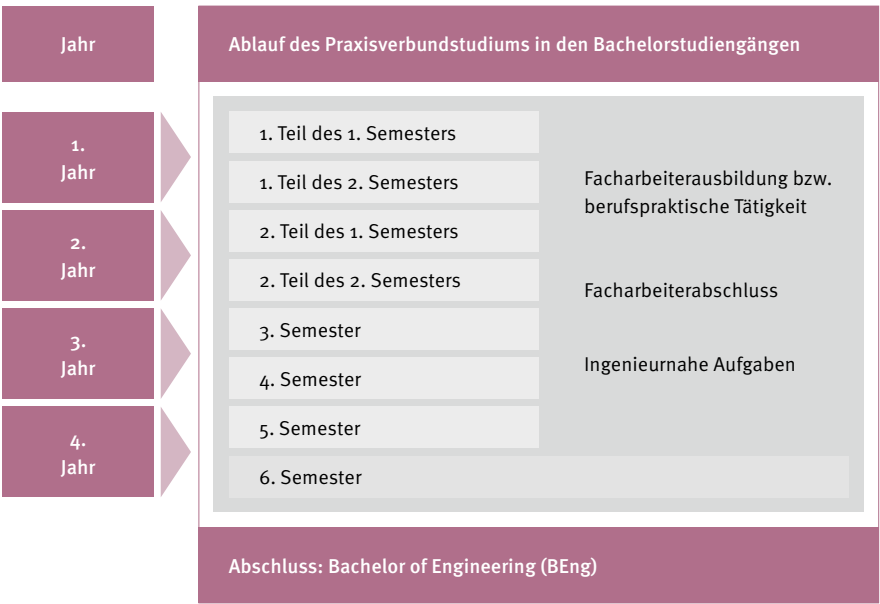 Jahr
Ablauf des Praxisverbundstudiums in den Bachelorstudiengängen
1.
Jahr
1. Teil des 1. Semesters
1. Teil des 2. Semesters
2.
Jahr
2. Teil des 1. Semesters
2. Teil des 2. Semesters
3.
Jahr
3. Semester
4. Semester
4.
Jahr
5. Semester
6. Semester
Facharbeiterausbildung bzw.
berufspraktische Tätigkeit
Facharbeiterabschluss
Ingenieurnahe Aufgaben
Abschluss: Bachelor of Engineering (BEng)